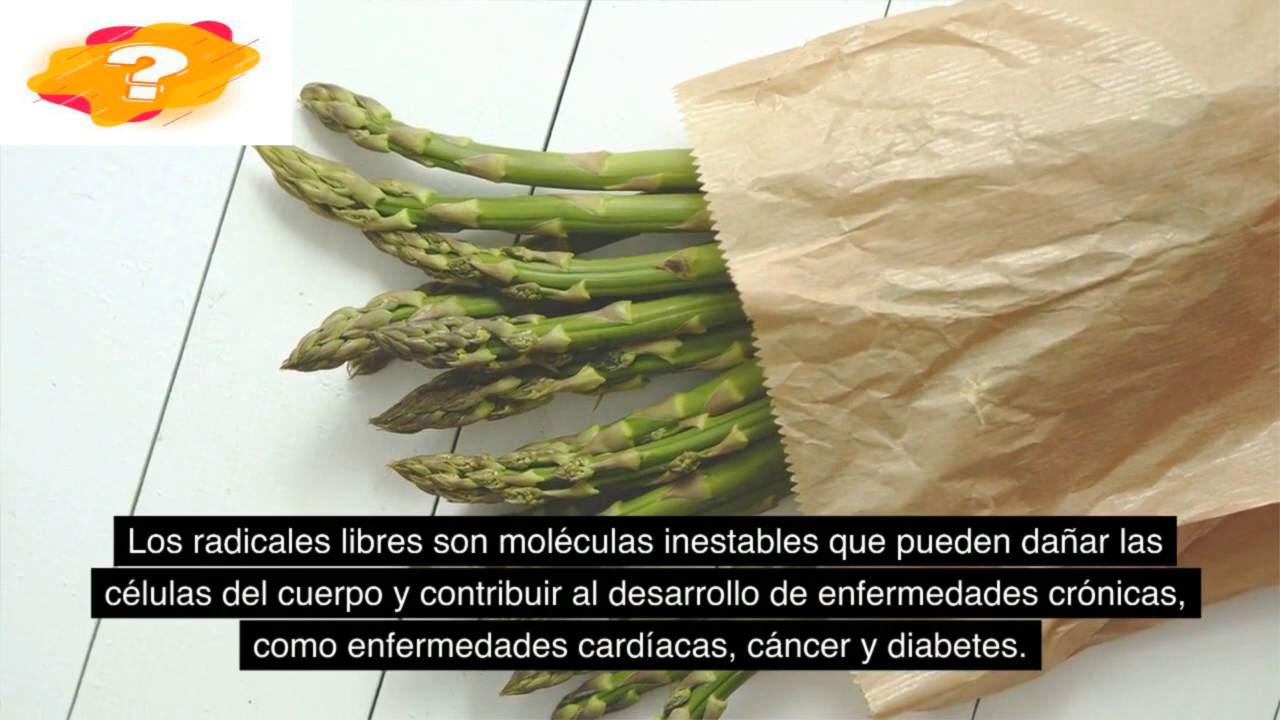 ?
Los radicales libres son moléculas inestables que pueden dañar las
células del cuerpo y contribuir al desarrollo de enfermedades crónicas,
como enfermedades cardíacas, cáncer y diabetes.